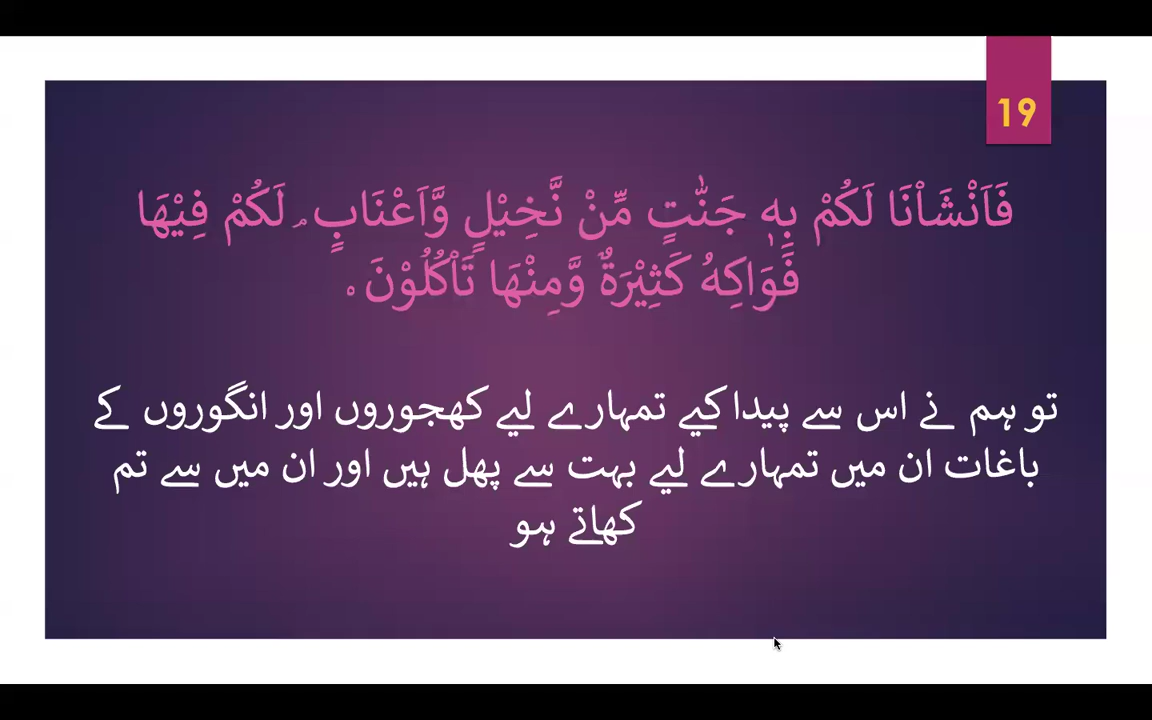 19
فَاَنْشَاْنَا لَكُمْ بِهٖ جَنّٰتٍ مِّنْ نَّخِيْلٍ وَّاَعْنَابٍ ۘ لَكُمْ فِيْهَا
فَوَاكِهُ كَثِيْرَةٌ وَّمِنْهَا تَاْكُلُوْنَ ۙ
تو ہم نے اس سے پیدا کیے تمہارے لیے کھجوروں اور انگوروں کے
باغات ان میں تمہارے لیے بہت سے پھل ہیں اور ان میں سے تم
کھاتے ہو